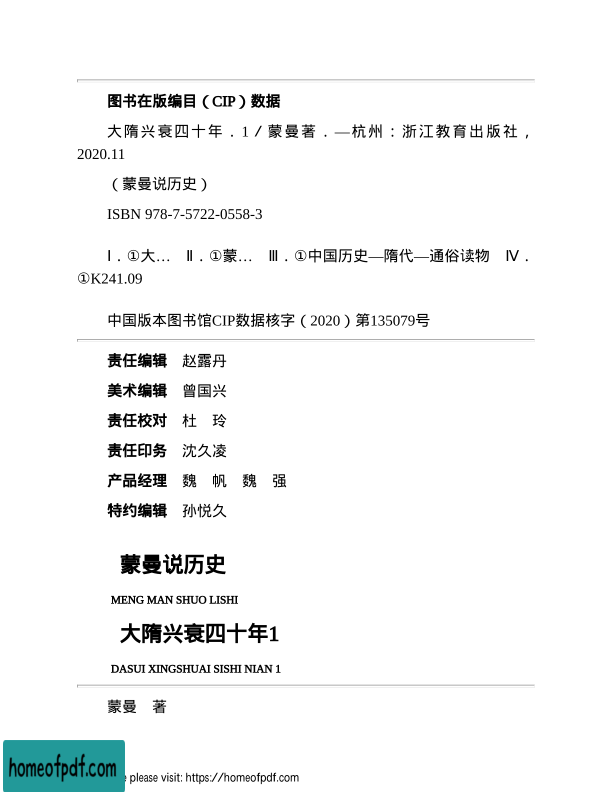 图书在版编目（CIP）数据
大隋兴衰四十年．1／蒙曼著．—杭州：浙江教育出版社，
2020.11
（蒙曼说历史）
ISBN 978-7-5722-0558-3
Ⅰ．①大… Ⅱ．①蒙… Ⅲ．①中国历史—隋代—通俗读物 Ⅳ．
①K241.09
中国版本图书馆CIP数据核字（2020）第135079号
责任编辑 赵露丹
美术编辑 曾国兴
责任校对 杜 玲
责任印务 沈久凌
产品经理 魏 帆 魏 强
特约编辑 孙悦久
蒙曼说历史
MENG MAN SHUO LISHI
大隋兴衰四十年1
DASUI XINGSHUAI SISHI NIAN 1
蒙曼 著
homeofpdf.com
please visit: https://homeofpdf.com